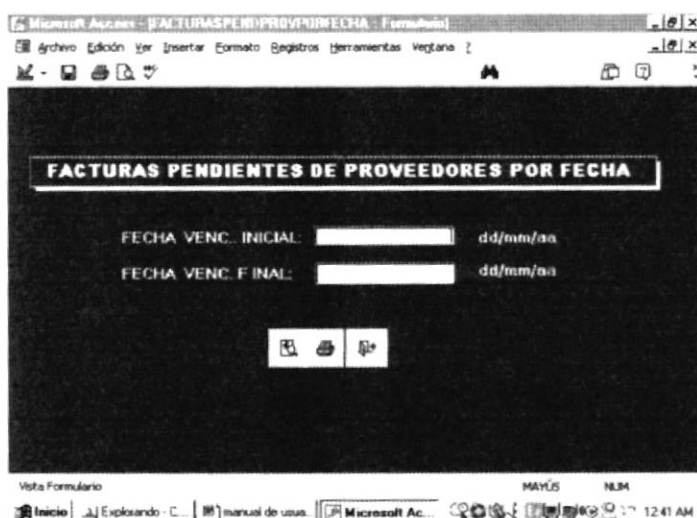 Microsoft Access - [FACTURASPENDPROVPORFECHA : Formulario]
Archivo Edición Ver Insertar Formato Registros Herramientas Ventana ?
FACTURAS PENDIENTES DE PROVEEDORES POR FECHA
FECHA VENC.. INICIAL: dd/mm/aa
FECHA VENC. F INAL: dd/mm/aa
Vista Formulario MAYÚS NUM
Inicio Explorando - C... manual de usua... Microsoft Ac... 12:41 AM